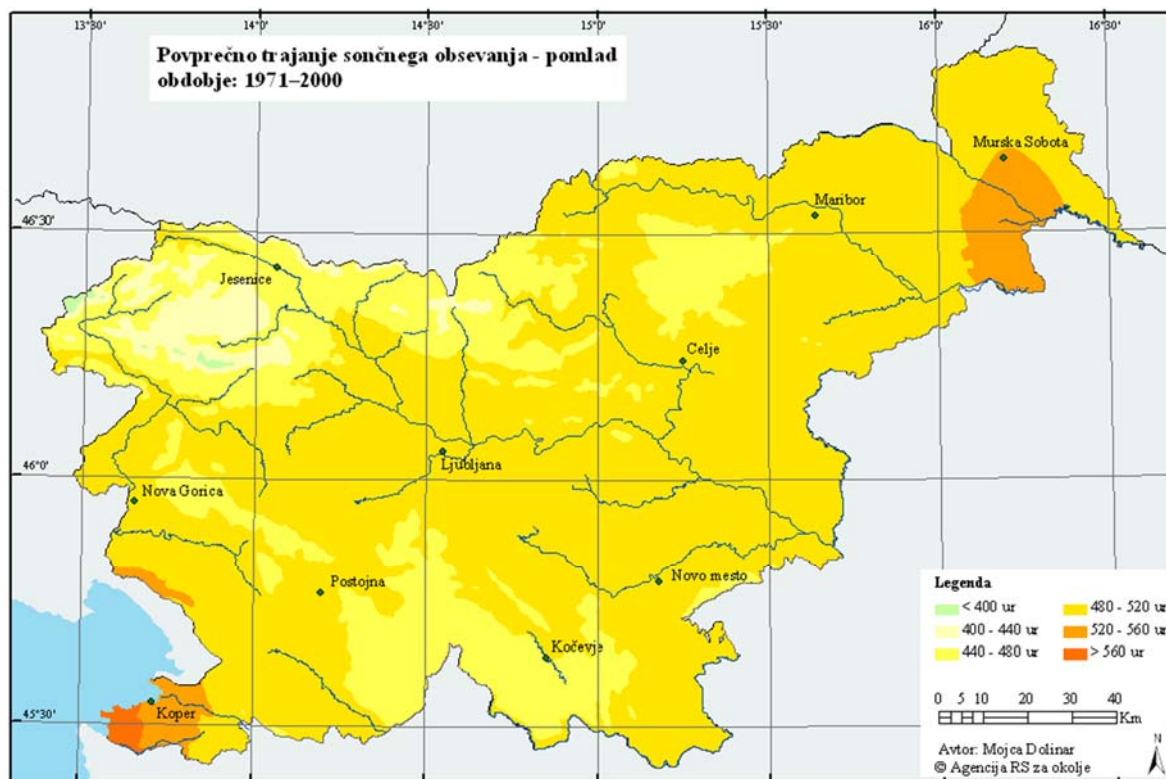 13°30'
14°0'
14°30'
15°0'
15°30'
16°0'
16°30'
Povprečno trajanje sončnega obsevanja - pomlad
obdobje: 1971–2000
Murska Sobota
Maribor
46°30'
Jesenice
Celje
Ljubljana
46°0'
Nova Gorica
Postojna
Novo mesto
Kočevje
Koper
45°30'
Legenda
< 400 ur 480 - 520 ur
400 - 440 ur 520 - 560 ur
440 - 480 ur > 560 ur
0 5 10 20 30 40
Km
N
Avtor: Mojca Dolinar
© Agencija RS za okolje